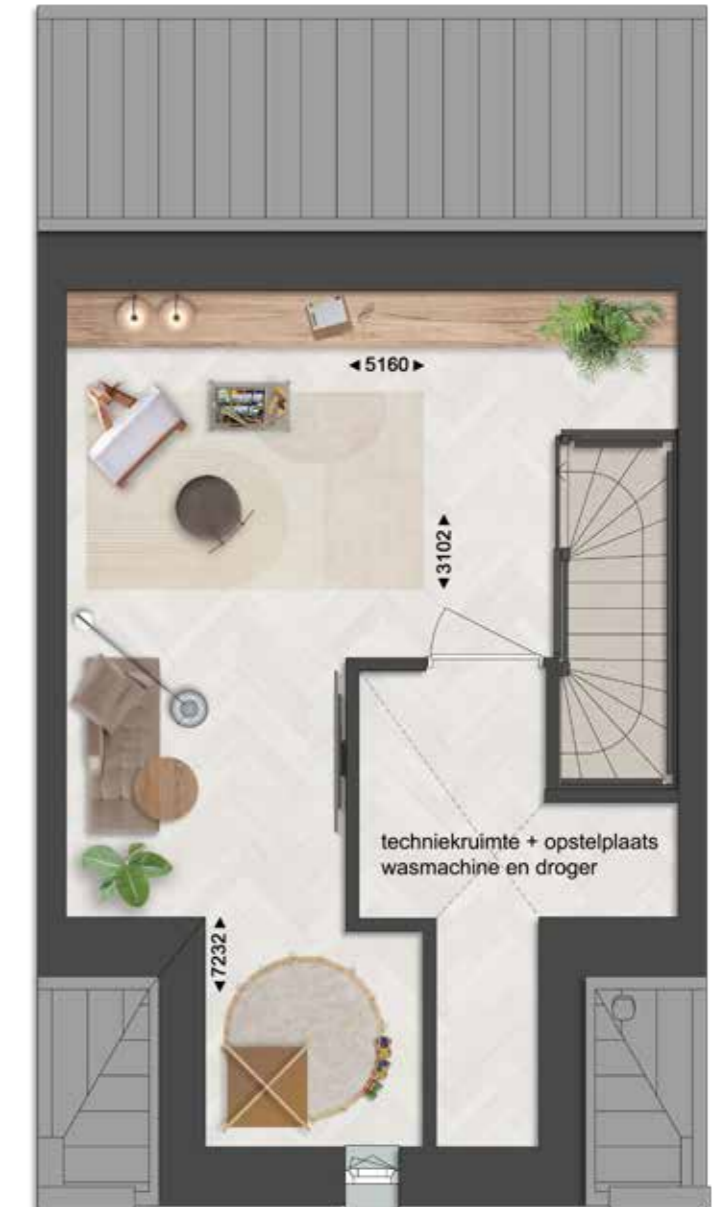 ◄5160►
◄3102►
techniekruimte + opstelplaats
wasmachine en droger
◄7232►